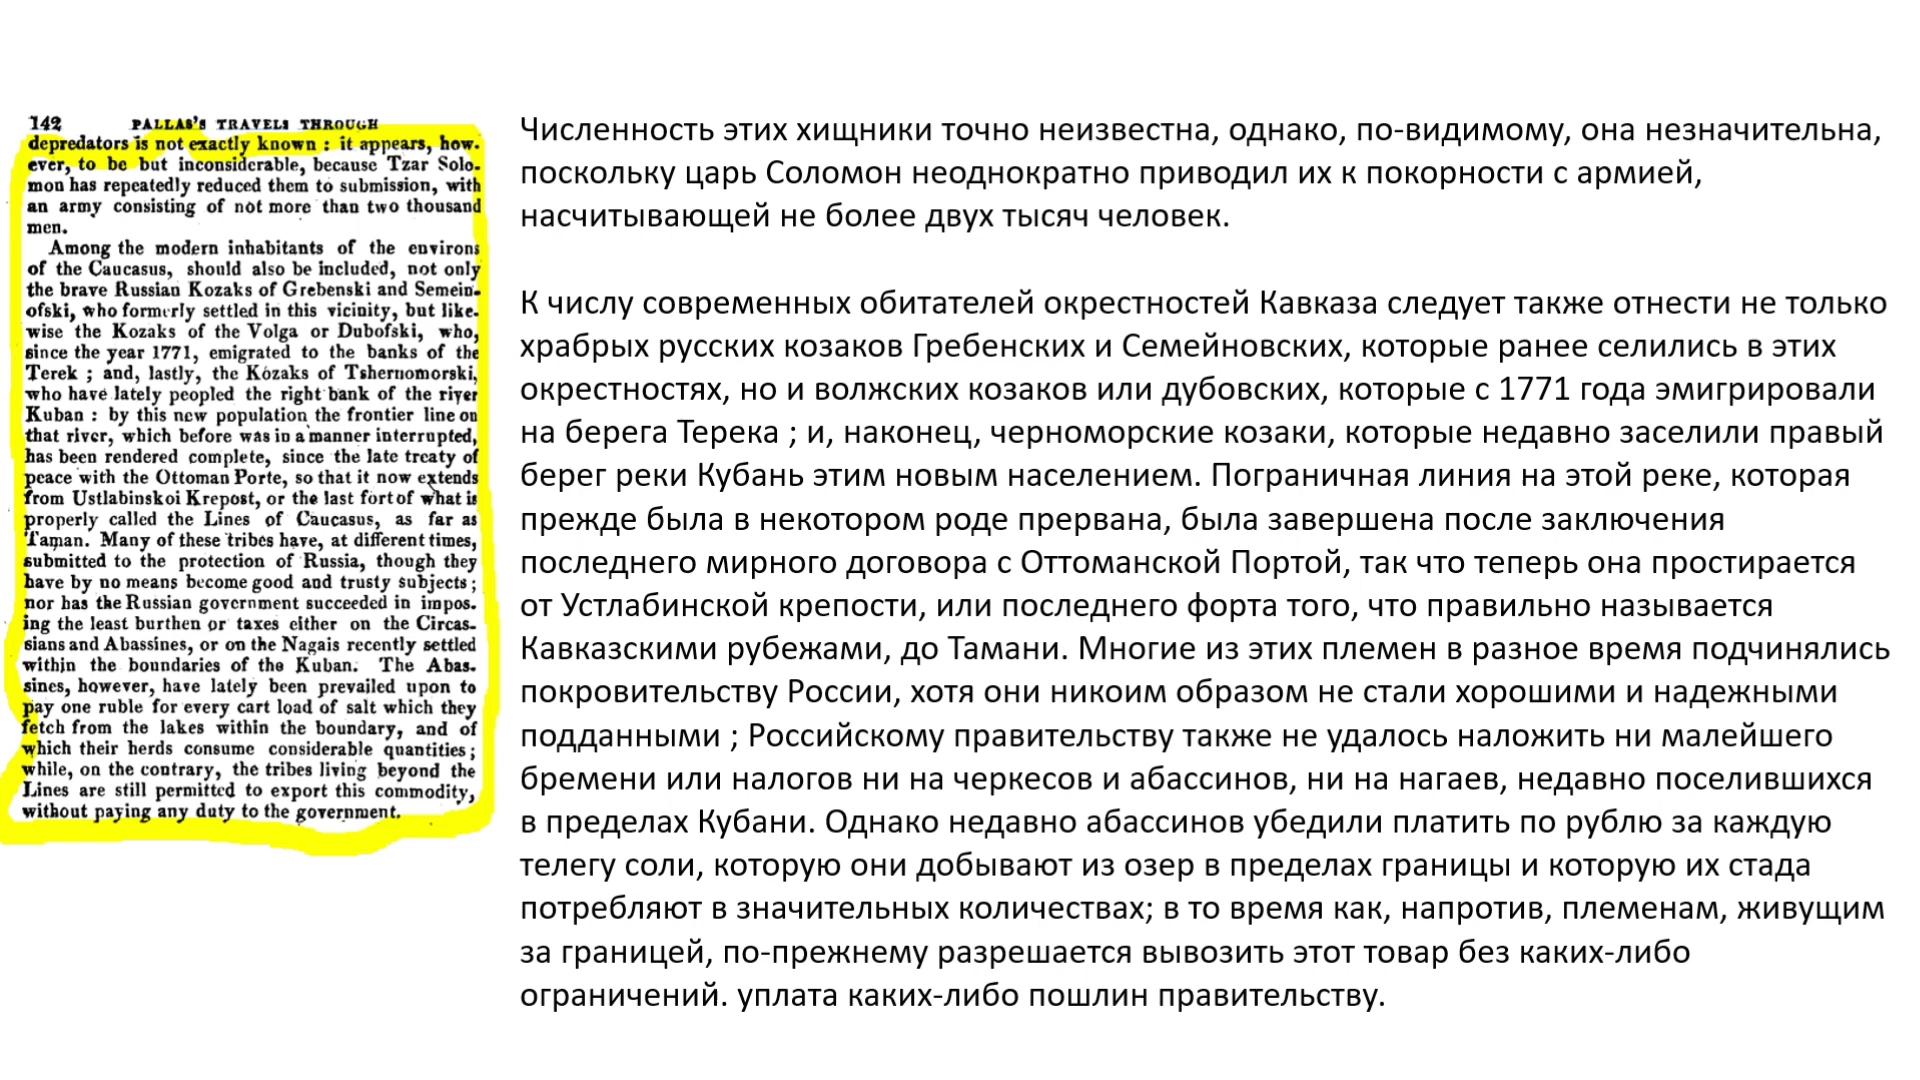 142 PALLAS'S TRAVELS THROUGH
depredators is not exactly known : it appears, how-
ever, to be but inconsiderable, because Tzar Solo-
mon has repeatedly reduced them to submission, with
an army consisting of not more than two thousand
men.
Among the modern inhabitants of the environs
of the Caucasus, should also be included, not only
the brave Russian Kozaks of Grebenski and Semein-
ofski, who formerly settled in this vicinity, but like-
wise the Kozaks of the Volga or Dubofski, who,
since the year 1771, emigrated to the banks of the
Terek ; and, lastly, the Kozaks of Tshernomorski,
who have lately peopled the right bank of the river
Kuban : by this new population the frontier line on
that river, which before was in a manner interrupted,
has been rendered complete, since the late treaty of
peace with the Ottoman Porte, so that it now extends
from Ustlabinskoi Krepost, or the last fort of what is
properly called the Lines of Caucasus, as far as
Taman. Many of these tribes have, at different times,
submitted to the protection of Russia, though they
have by no means become good and trusty subjects ;
nor has the Russian government succeeded in impos-
ing the least burthen or taxes either on the Circas-
sians and Abassines, or on the Nagais recently settled
within the boundaries of the Kuban. The Abas-
sines, however, have lately been prevailed upon to
pay one ruble for every cart load of salt which they
fetch from the lakes within the boundary, and of
which their herds consume considerable quantities ;
while, on the contrary, the tribes living beyond the
Lines are still permitted to export this commodity,
without paying any duty to the government.
Численность этих хищники точно неизвестна, однако, по-видимому, она незначительна,
поскольку царь Соломон неоднократно приводил их к покорности с армией,
насчитывающей не более двух тысяч человек.
К числу современных обитателей окрестностей Кавказа следует также отнести не только
храбрых русских козаков Гребенских и Семейновских, которые ранее селились в этих
окрестностях, но и волжских козаков или дубовских, которые с 1771 года эмигрировали
на берега Терека ; и, наконец, черноморские козаки, которые недавно заселили правый
берег реки Кубань этим новым населением. Пограничная линия на этой реке, которая
прежде была в некотором роде прервана, была завершена после заключения
последнего мирного договора с Оттоманской Портой, так что теперь она простирается
от Устлабинской крепости, или последнего форта того, что правильно называется
Кавказскими рубежами, до Тамани. Многие из этих племен в разное время подчинялись
покровительству России, хотя они никоим образом не стали хорошими и надежными
подданными ; Российскому правительству также не удалось наложить ни малейшего
бремени или налогов ни на черкесов и абассинов, ни на нагаев, недавно поселившихся
в пределах Кубани. Однако недавно абассинов убедили платить по рублю за каждую
телегу соли, которую они добывают из озер в пределах границы и которую их стада
потребляют в значительных количествах; в то время как, напротив, племенам, живущим
за границей, по-прежнему разрешается вывозить этот товар без каких-либо
ограничений. уплата каких-либо пошлин правительству.